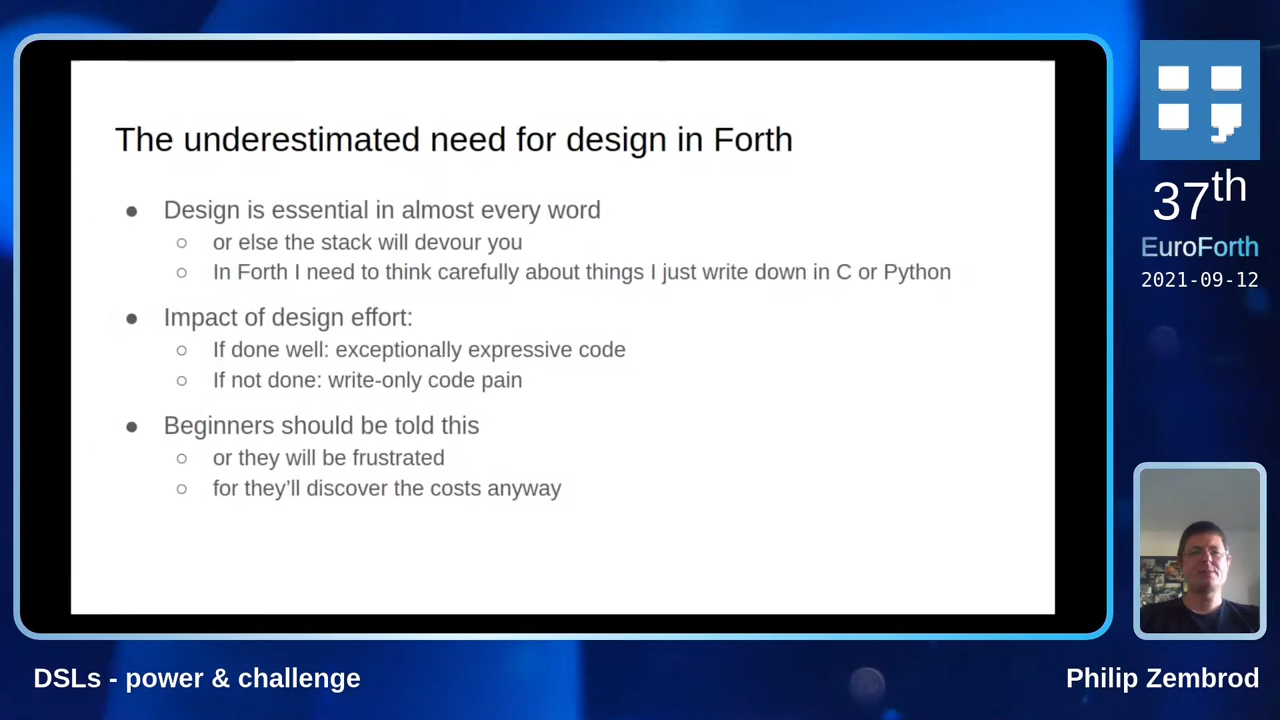 The underestimated need for design in Forth
● Design is essential in almost every word
○ or else the stack will devour you
○ In Forth I need to think carefully about things I just write down in C or Python
● Impact of design effort:
○ If done well: exceptionally expressive code
○ If not done: write-only code pain
● Beginners should be told this
○ or they will be frustrated
○ for they’ll discover the costs anyway
37th
EuroForth
2021-09-12
DSLs - power & challenge
Philip Zembrod